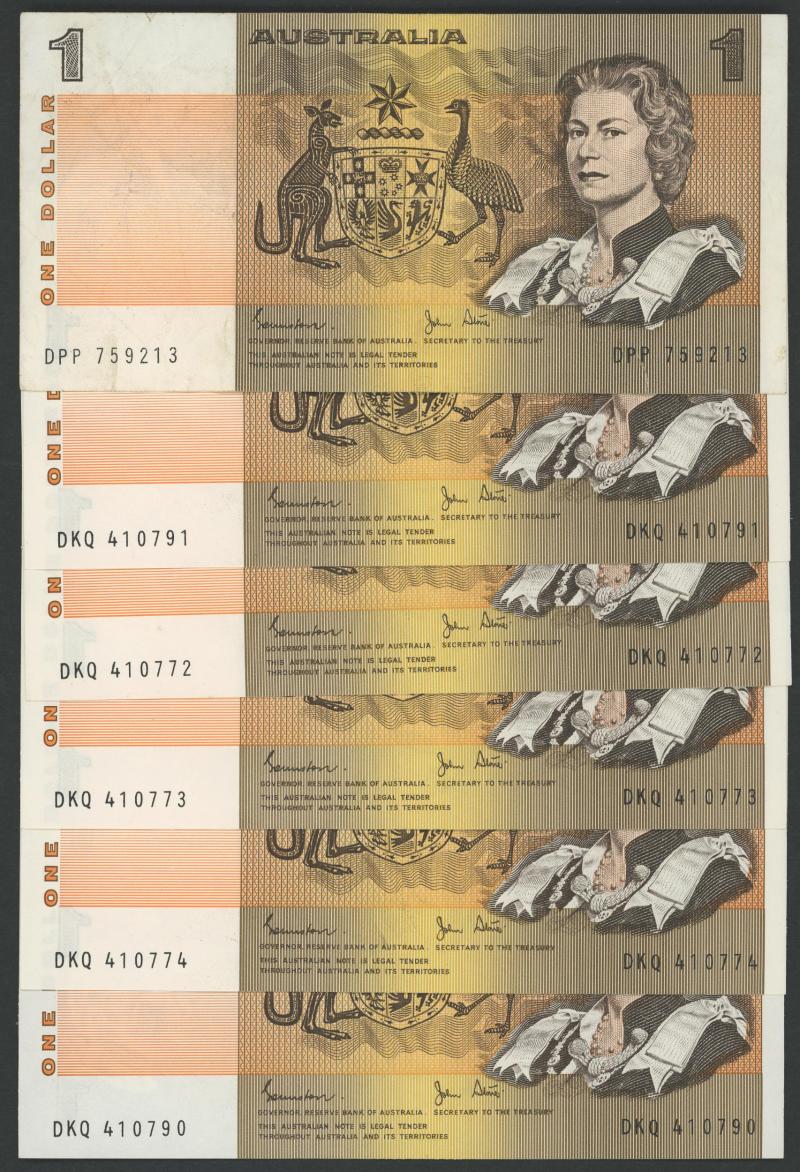 1 AUSTRALIA 1
ONE DOLLAR
GOVERNOR, RESERVE BANK OF AUSTRALIA. SECRETARY TO THE TREASURY
THIS AUSTRALIAN NOTE IS LEGAL TENDER
THROUGHOUT AUSTRALIA AND ITS TERRITORIES
DPP 759213 DPP 759213
ONE D
GOVERNOR, RESERVE BANK OF AUSTRALIA. SECRETARY TO THE TREASURY
THIS AUSTRALIAN NOTE IS LEGAL TENDER
THROUGHOUT AUSTRALIA AND ITS TERRITORIES
DKQ 410791 DKQ 410791
ON
GOVERNOR, RESERVE BANK OF AUSTRALIA. SECRETARY TO THE TREASURY
THIS AUSTRALIAN NOTE IS LEGAL TENDER
THROUGHOUT AUSTRALIA AND ITS TERRITORIES
DKQ 410772 DKQ 410772
ON
GOVERNOR, RESERVE BANK OF AUSTRALIA. SECRETARY TO THE TREASURY
THIS AUSTRALIAN NOTE IS LEGAL TENDER
THROUGHOUT AUSTRALIA AND ITS TERRITORIES
DKQ 410773 DKQ 410773
ONE
GOVERNOR, RESERVE BANK OF AUSTRALIA. SECRETARY TO THE TREASURY
THIS AUSTRALIAN NOTE IS LEGAL TENDER
THROUGHOUT AUSTRALIA AND ITS TERRITORIES
DKQ 410774 DKQ 410774
ONE
GOVERNOR, RESERVE BANK OF AUSTRALIA. SECRETARY TO THE TREASURY
THIS AUSTRALIAN NOTE IS LEGAL TENDER
THROUGHOUT AUSTRALIA AND ITS TERRITORIES
DKQ 410790 DKQ 410790